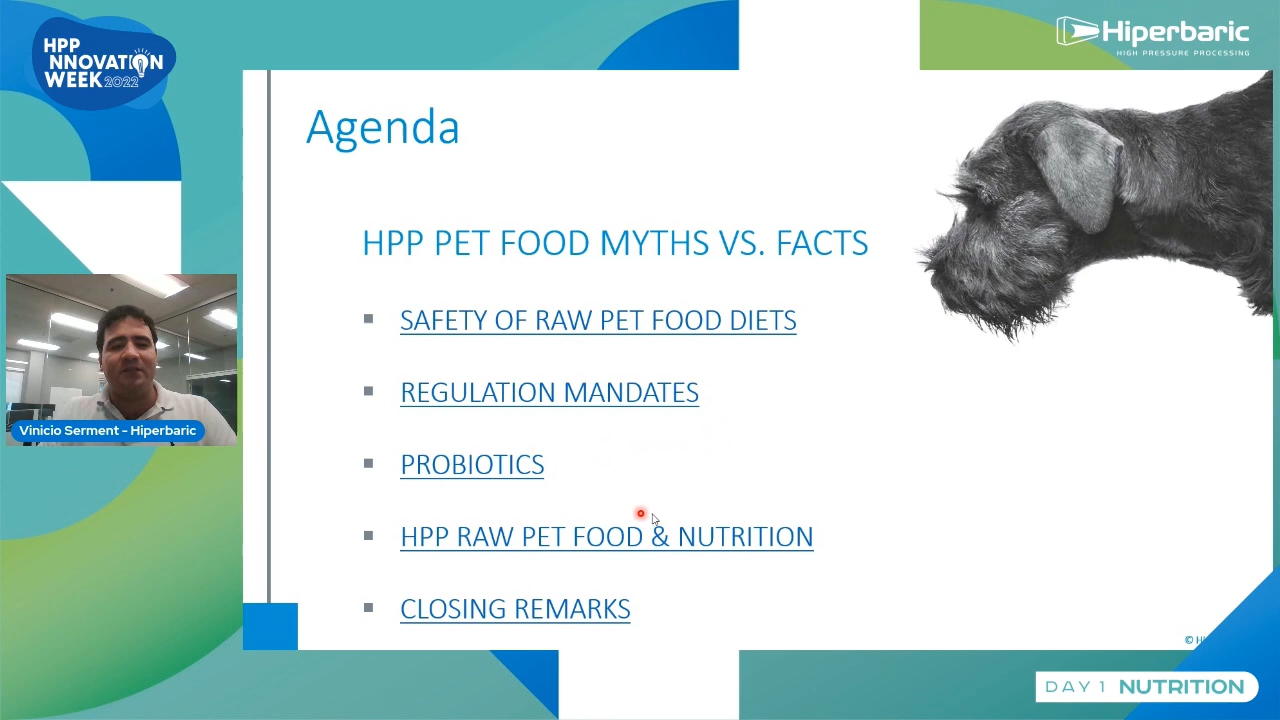 HPP
INNOVATION
WEEK 2022
Hiperbaric
HIGH PRESSURE PROCESSING
Agenda
HPP PET FOOD MYTHS VS. FACTS
SAFETY OF RAW PET FOOD DIETS
REGULATION MANDATES
PROBIOTICS
HPP RAW PET FOOD & NUTRITION
CLOSING REMARKS
Vinicio Serment - Hiperbaric
©
DAY 1 NUTRITION